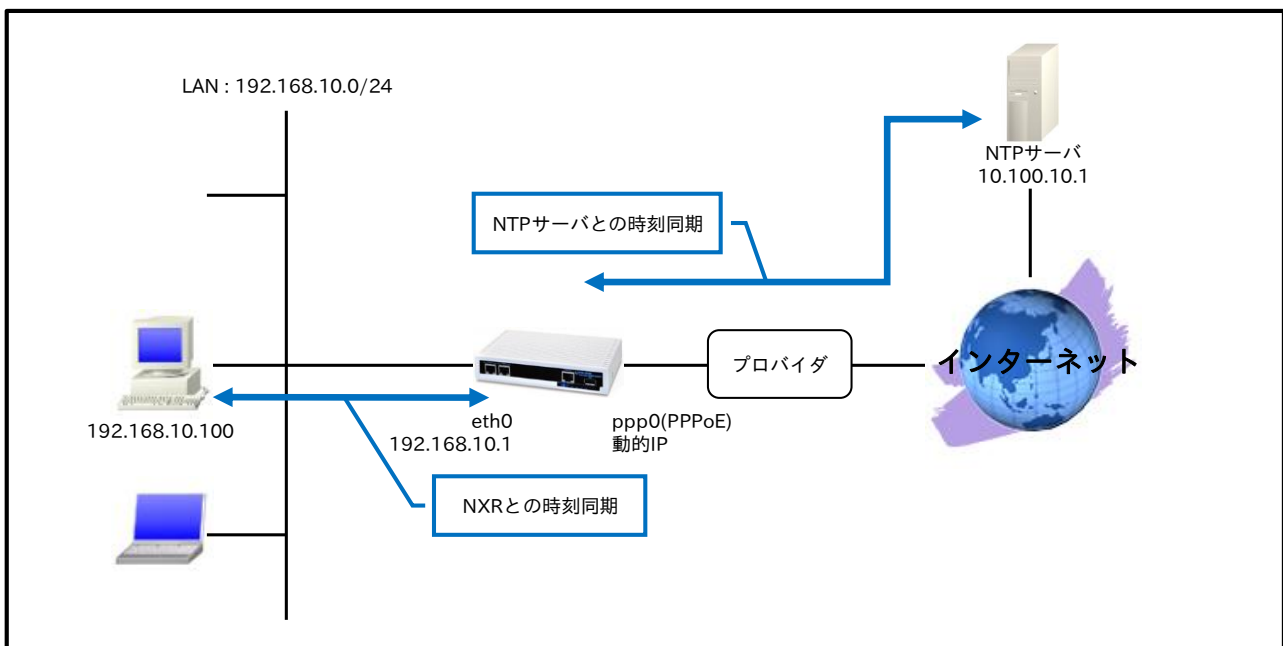 LAN : 192.168.10.0/24
NTPサーバ
10.100.10.1
NTPサーバとの時刻同期
プロバイダ
インターネット
192.168.10.100
eth0
192.168.10.1
ppp0(PPPoE)
動的IP
NXRとの時刻同期